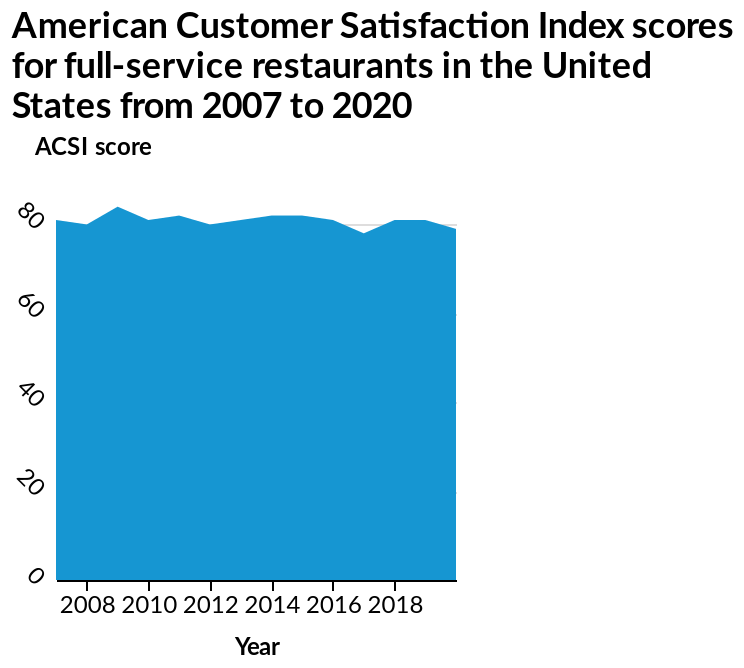 American Customer Satisfaction Index scores
for full-service restaurants in the United
States from 2007 to 2020
ACSI score
80
60
40
20
0
2008 2010 2012 2014 2016 2018
Year